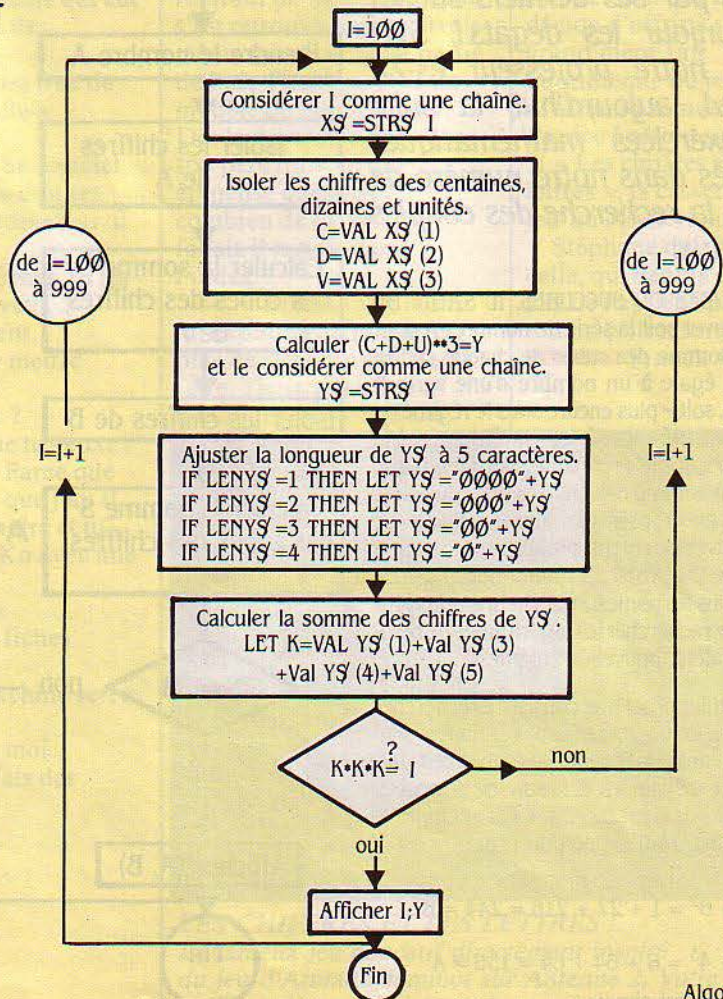 I=1ØØ
Considérer I comme une chaîne.
X$=STR$ I
Isoler les chiffres des centaines,
dizaines et unités.
C=VAL X$ (1)
D=VAL X$ (2)
V=VAL X$ (3)
de I=1ØØ
à 999
de I=1ØØ
à 999
Calculer (C+D+U)**3=Y
et le considérer comme une chaîne.
Y$=STR$ Y
I=I+1
I=I+1
Ajuster la longueur de Y$ à 5 caractères.
IF LENY$=1 THEN LET Y$="ØØØØ"+Y$
IF LENY$=2 THEN LET Y$="ØØØ"+Y$
IF LENY$=3 THEN LET Y$="ØØ"+Y$
IF LENY$=4 THEN LET Y$="Ø"+Y$
Calculer la somme des chiffres de Y$.
LET K=VAL Y$ (1)+Val Y$ (3)
+Val Y$ (4)+Val Y$ (5)
K*K*K=? I
non
oui
Afficher I;Y
Fin
Algo